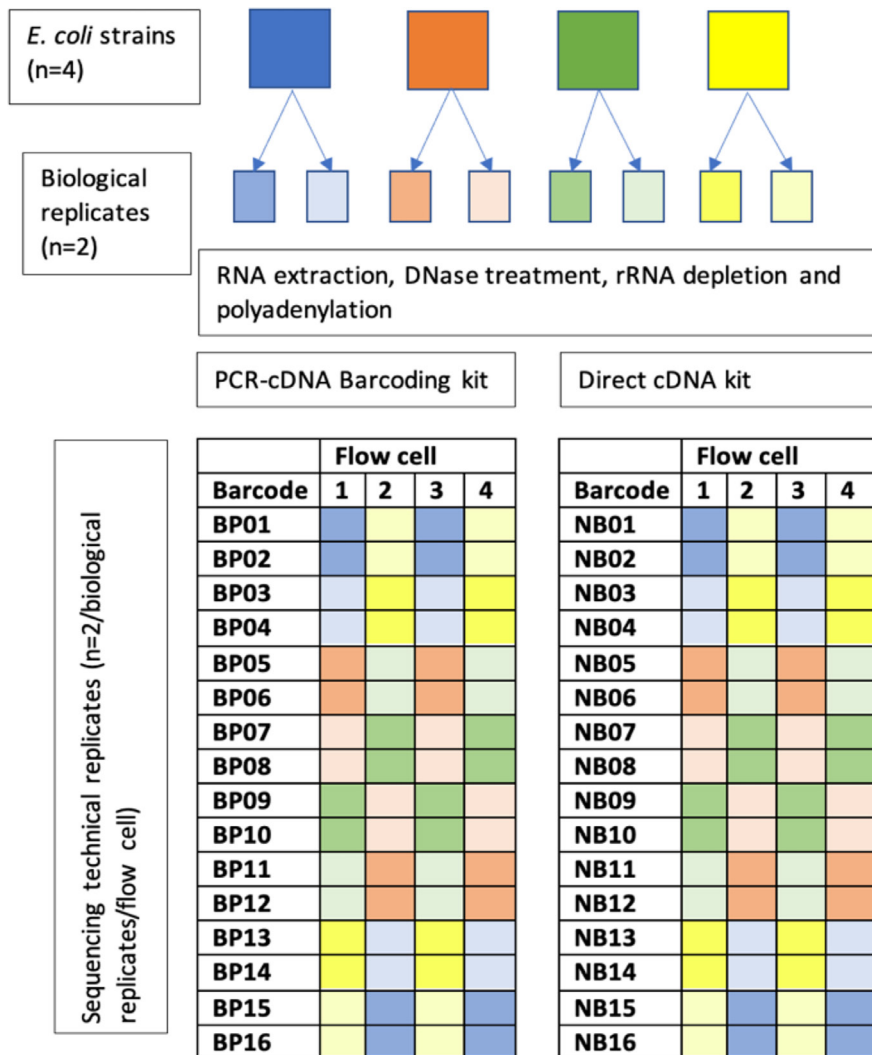 E. coli strains
(n=4)
Biological
replicates
(n=2)
RNA extraction, DNase treatment, rRNA depletion and
polyadenylation
PCR-cDNA Barcoding kit
Direct cDNA kit
Sequencing technical replicates (n=2/biological
replicates/flow cell)
Flow cell
Barcode 1 2 3 4
BP01
BP02
BP03
BP04
BP05
BP06
BP07
BP08
BP09
BP10
BP11
BP12
BP13
BP14
BP15
BP16
Flow cell
Barcode 1 2 3 4
NB01
NB02
NB03
NB04
NB05
NB06
NB07
NB08
NB09
NB10
NB11
NB12
NB13
NB14
NB15
NB16